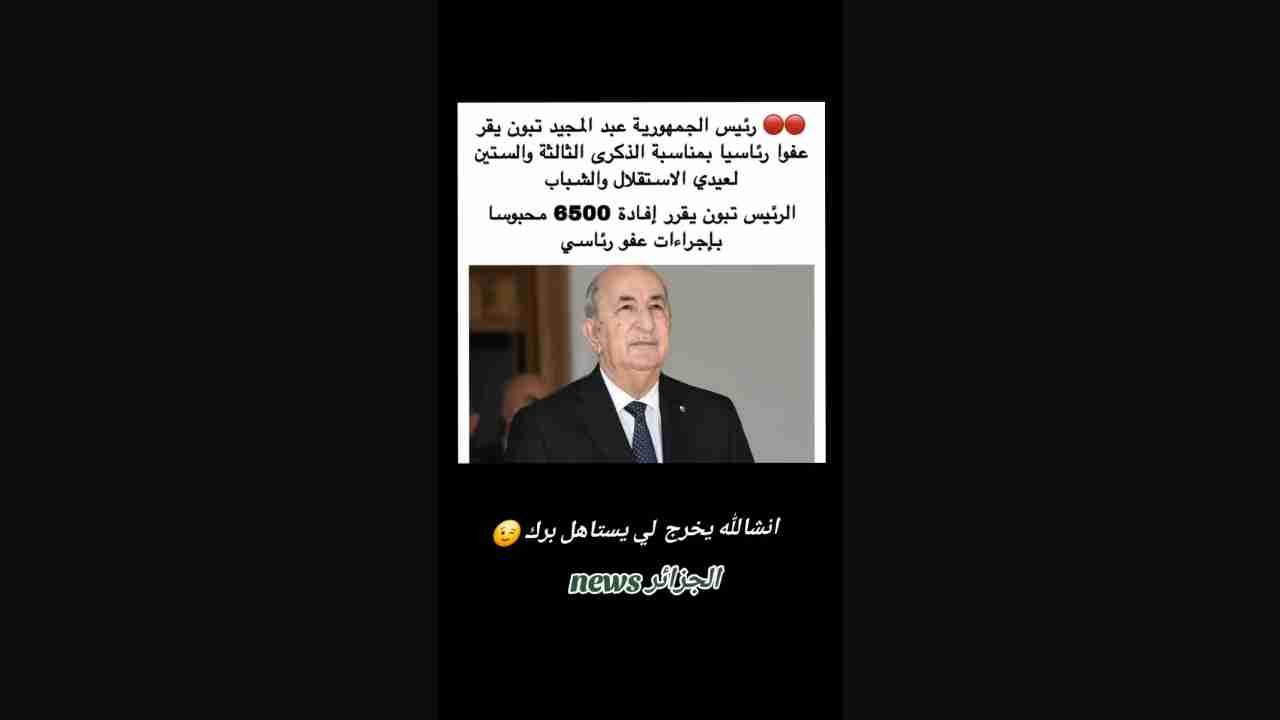 🔴🔴 رئيس الجمهورية عبد المجيد تبون يقر
عفوا رئاسيا بمناسبة الذكرى الثالثة والستين
لعيدي الاستقلال والشباب
الرئيس تبون يقرر إفادة 6500 محبوسا
بإجراءات عفو رئاسي
انشالله يخرج لي يستاهل برك 😉
الجزائر news